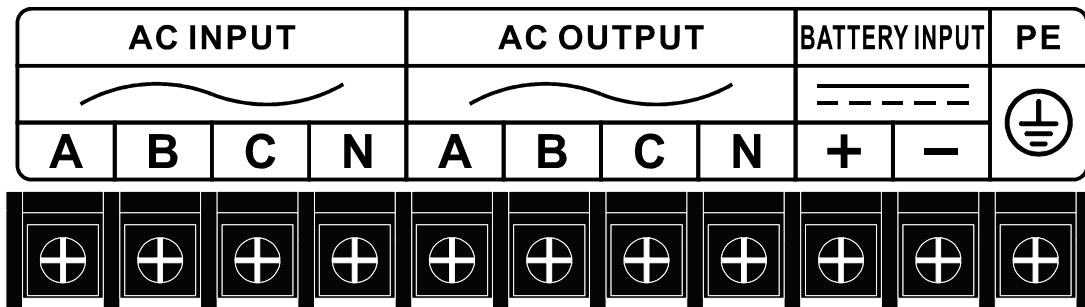 AC INPUT AC OUTPUT BATTERY INPUT PE
A B C N A B C N + −